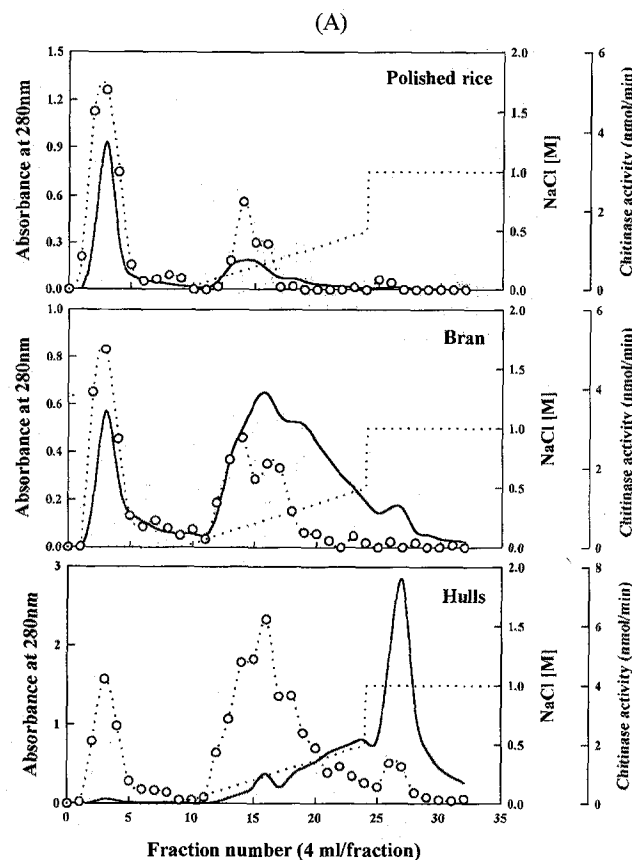 (A)
Polished rice
Absorbance at 280nm
1.5
1.2
0.9
0.6
0.3
0.0
2.0
1.5
1.0
0.5
0.0
NaCl [M]
6
4
2
0
Chitinase activity (nmol/min)
Bran
Absorbance at 280nm
1.0
0.8
0.6
0.4
0.2
0.0
2.0
1.5
1.0
0.5
0.0
NaCl [M]
6
4
2
0
Chitinase activity (nmol/min)
Hulls
Absorbance at 280nm
3
2
1
0
2.0
1.5
1.0
0.5
0.0
NaCl [M]
8
6
4
2
0
Chitinase activity (nmol/min)
0 5 10 15 20 25 30 35
Fraction number (4 ml/fraction)